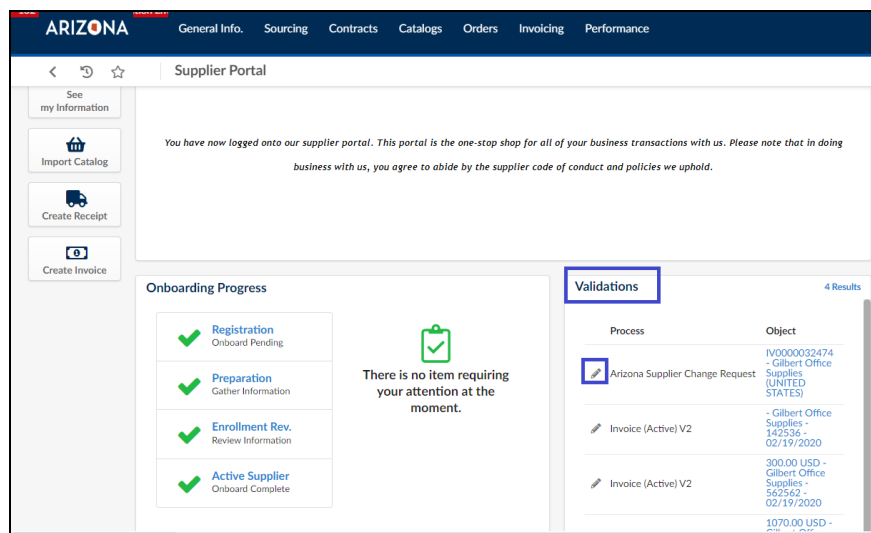 ARIZONA
General Info. Sourcing Contracts Catalogs Orders Invoicing Performance
Supplier Portal
See
my Information
Import Catalog
Create Receipt
Create Invoice
You have now logged onto our supplier portal. This portal is the one-stop shop for all of your business transactions with us. Please note that in doing
business with us, you agree to abide by the supplier code of conduct and policies we uphold.
Onboarding Progress
Registration
Onboard Pending
Preparation
Gather Information
Enrollment Rev.
Review Information
Active Supplier
Onboard Complete
There is no item requiring
your attention at the
moment.
Validations
4 Results
Process Object
Arizona Supplier Change Request
IV0000032474
- Gilbert Office
Supplies
(UNITED
STATES)
Invoice (Active) V2
- Gilbert Office
Supplies -
142536 -
02/19/2020
Invoice (Active) V2
300.00 USD -
Gilbert Office
Supplies -
562562 -
02/19/2020
1070.00 USD -